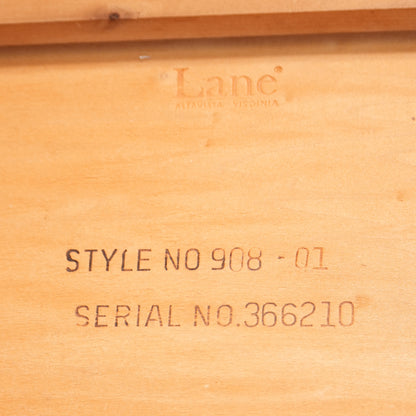 Lane®
ALTAVISTA VIRGINIA
STYLE NO 908 - 01
SERIAL NO. 366210